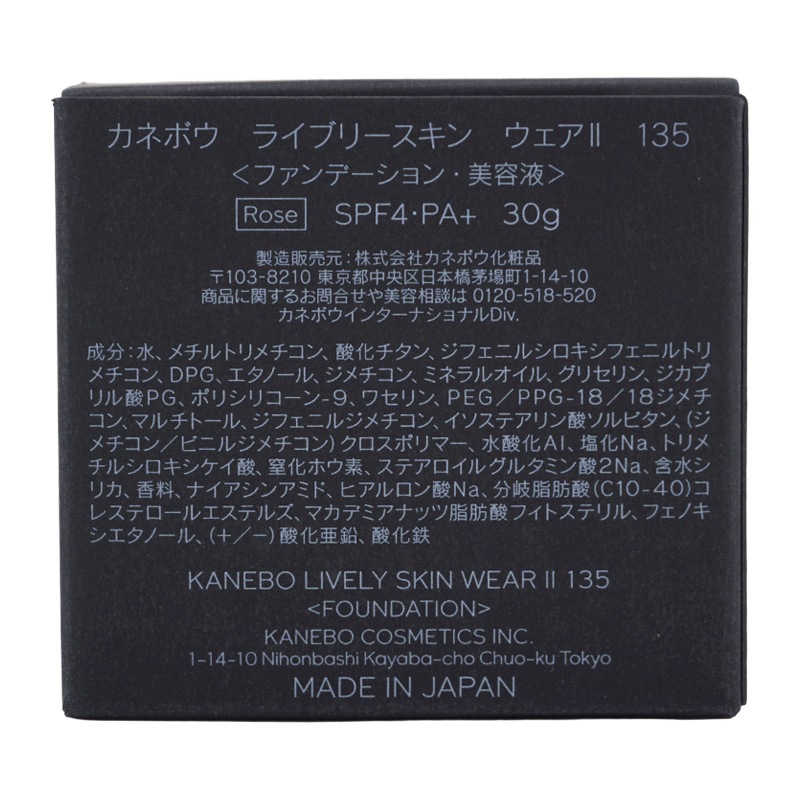 カネボウ ライブリースキン ウェアⅡ 135
＜ファンデーション・美容液＞
Rose SPF4・PA+ 30g
製造販売元：株式会社カネボウ化粧品
〒103-8210 東京都中央区日本橋茅場町1-14-10
商品に関するお問合せや美容相談は 0120-518-520
カネボウインターナショナルDiv.
成分：水、メチルトリメチコン、酸化チタン、ジフェニルシロキシフェニルトリ
メチコン、DPG、エタノール、ジメチコン、ミネラルオイル、グリセリン、ジカプ
リル酸PG、ポリシリコーン-9、ワセリン、PEG／PPG-18／18ジメチ
コン、マルチトール、ジフェニルジメチコン、イソステアリン酸ソルビタン、（ジ
メチコン／ビニルジメチコン）クロスポリマー、水酸化Al、塩化Na、トリメ
チルシロキシケイ酸、窒化ホウ素、ステアロイルグルタミン酸2Na、含水シ
リカ、香料、ナイアシンアミド、ヒアルロン酸Na、分岐脂肪酸（C10-40）コ
レステロールエステルズ、マカデミアナッツ脂肪酸フィトステリル、フェノキ
シエタノール、（+／−）酸化亜鉛、酸化鉄
KANEBO LIVELY SKIN WEAR II 135
<FOUNDATION>
KANEBO COSMETICS INC.
1-14-10 Nihonbashi Kayaba-cho Chuo-ku Tokyo
MADE IN JAPAN